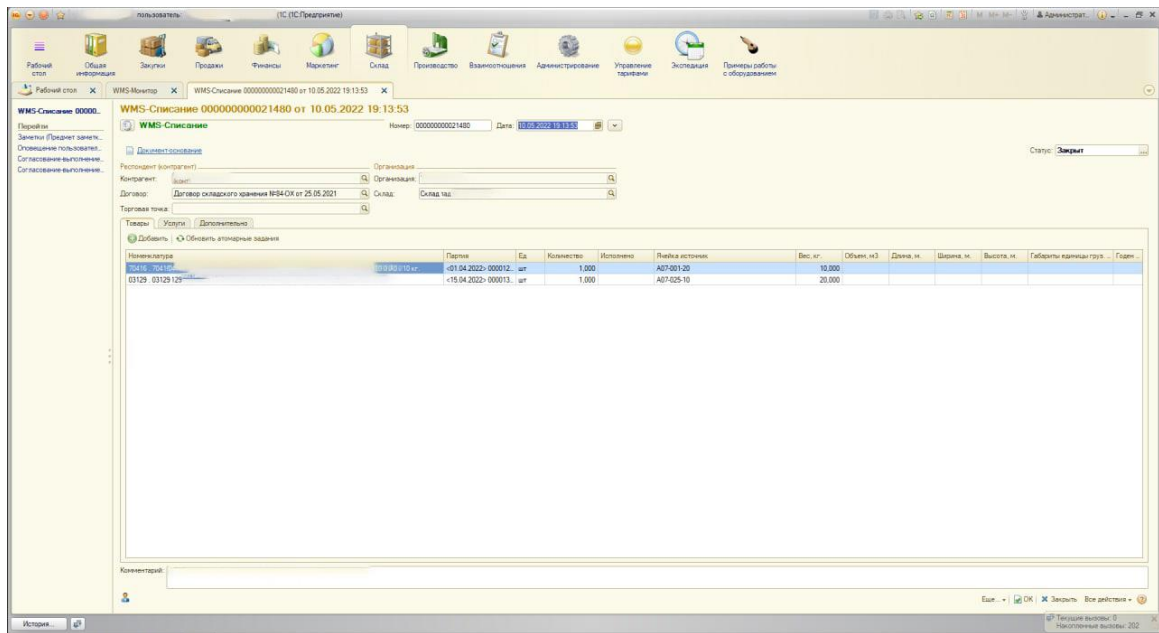 пользователь:
(1С (1С:Предприятие)
M M+ M-
Администрат...
Рабочий стол
Общая информация
Закупки
Продажи
Финансы
Маркетинг
Склад
Производство
Взаимоотношения
Администрирование
Управление тарифами
Экспедиция
Примеры работы с оборудованием
Рабочий стол
WMS-Монитор
WMS-Списание 000000000021480 от 10.05.2022 19:13:53
WMS-Списание 00000...
Перейти
Заметки (Предмет заметк...
Оповещение пользовател...
Согласование-выполнение...
Согласование-выполнение...
WMS-Списание 000000000021480 от 10.05.2022 19:13:53
WMS-Списание
Номер: 000000000021480 Дата: 10.05.2022 19:13:53
Документ основание
Статус: Закрыт
Респондент (контрагент) Организация
Контрагент: Организация:
Договор: Договор складского хранения №84-ОХ от 25.05.2021 Склад:
Торговая точка:
Товары Услуги Дополнительно
Добавить Обновить атомарные задания
Номенклатура Партия Ед. Количество Исполнено Ячейка источник Вес, кг. Объем, м3 Длина, м. Ширина, м. Высота, м. Габариты единицы груз... Годен ...
<01.04.2022> 000012... шт 1,000 A07-001-20 10,000
03129 <15.04.2022> 000013... шт 1,000 A07-025-10 20,000
Комментарий:
Еще... OK Закрыть Все действия
История...
Текущие вызовы: 0
Накопленные вызовы: 202